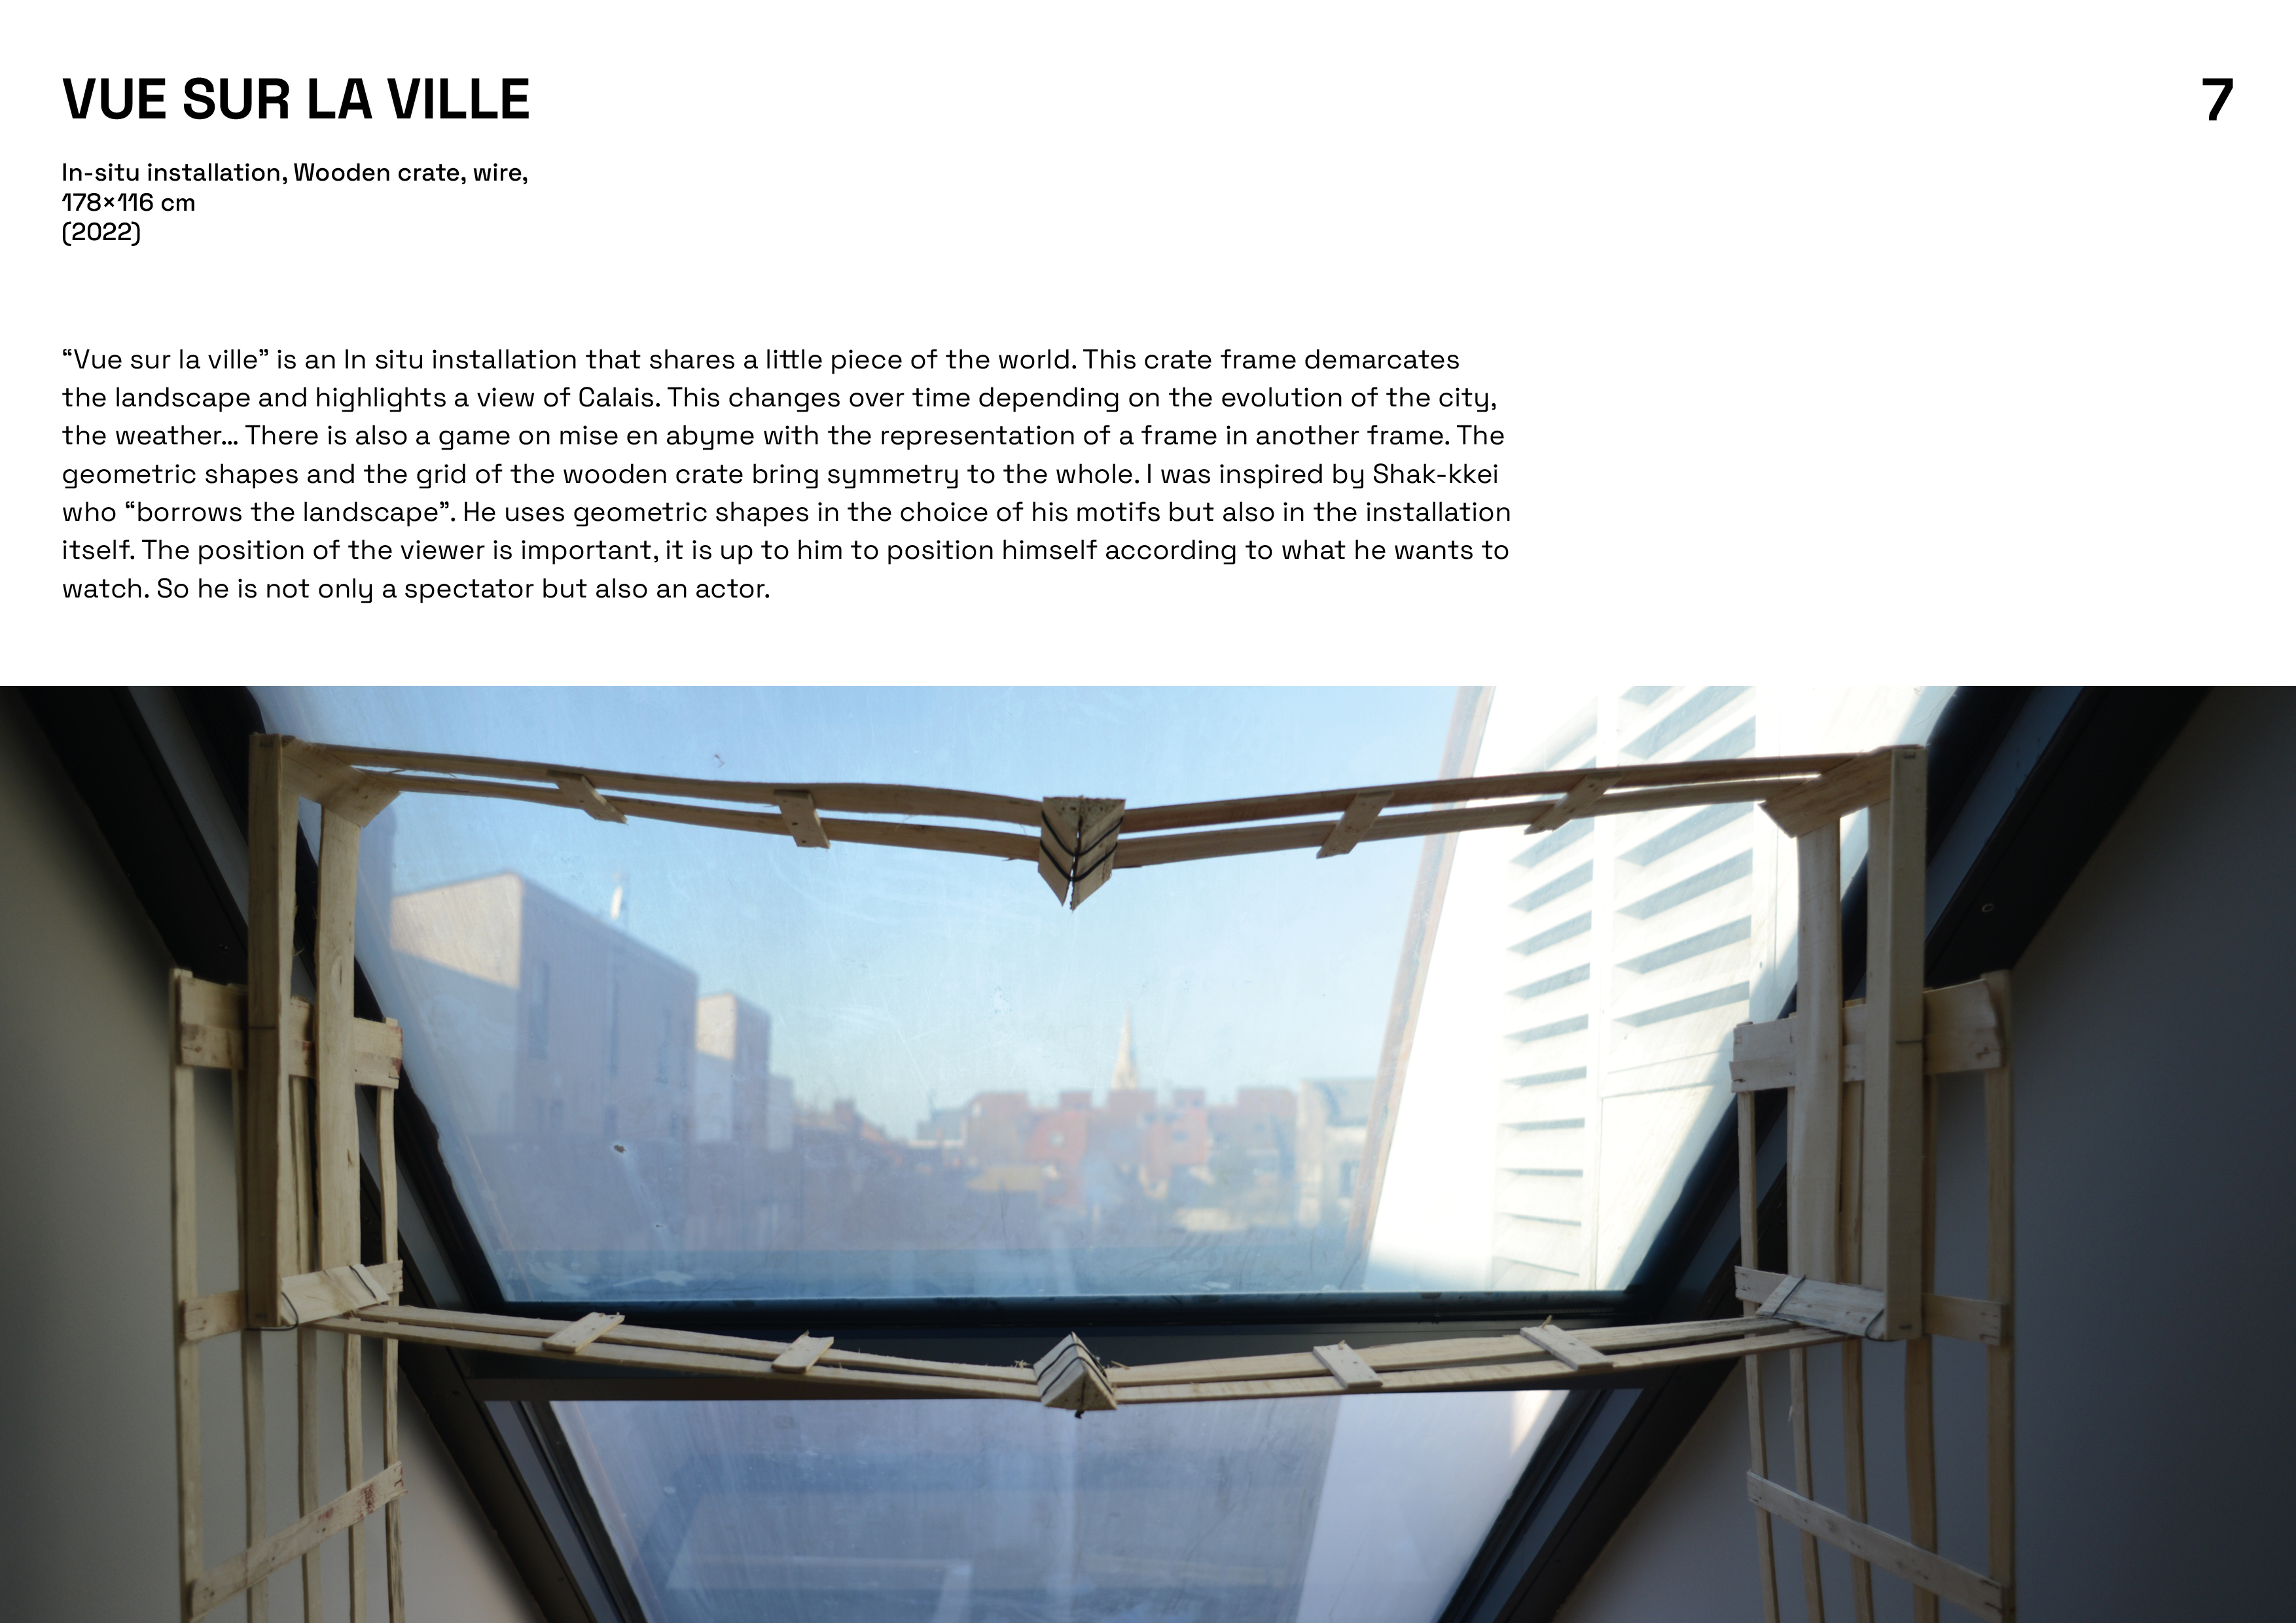 VUE SUR LA VILLE
7
In-situ installation, Wooden crate, wire,
178×116 cm
(2022)
“Vue sur la ville” is an In situ installation that shares a little piece of the world. This crate frame demarcates
the landscape and highlights a view of Calais. This changes over time depending on the evolution of the city,
the weather... There is also a game on mise en abyme with the representation of a frame in another frame. The
geometric shapes and the grid of the wooden crate bring symmetry to the whole. I was inspired by Shak-kkei
who “borrows the landscape”. He uses geometric shapes in the choice of his motifs but also in the installation
itself. The position of the viewer is important, it is up to him to position himself according to what he wants to
watch. So he is not only a spectator but also an actor.